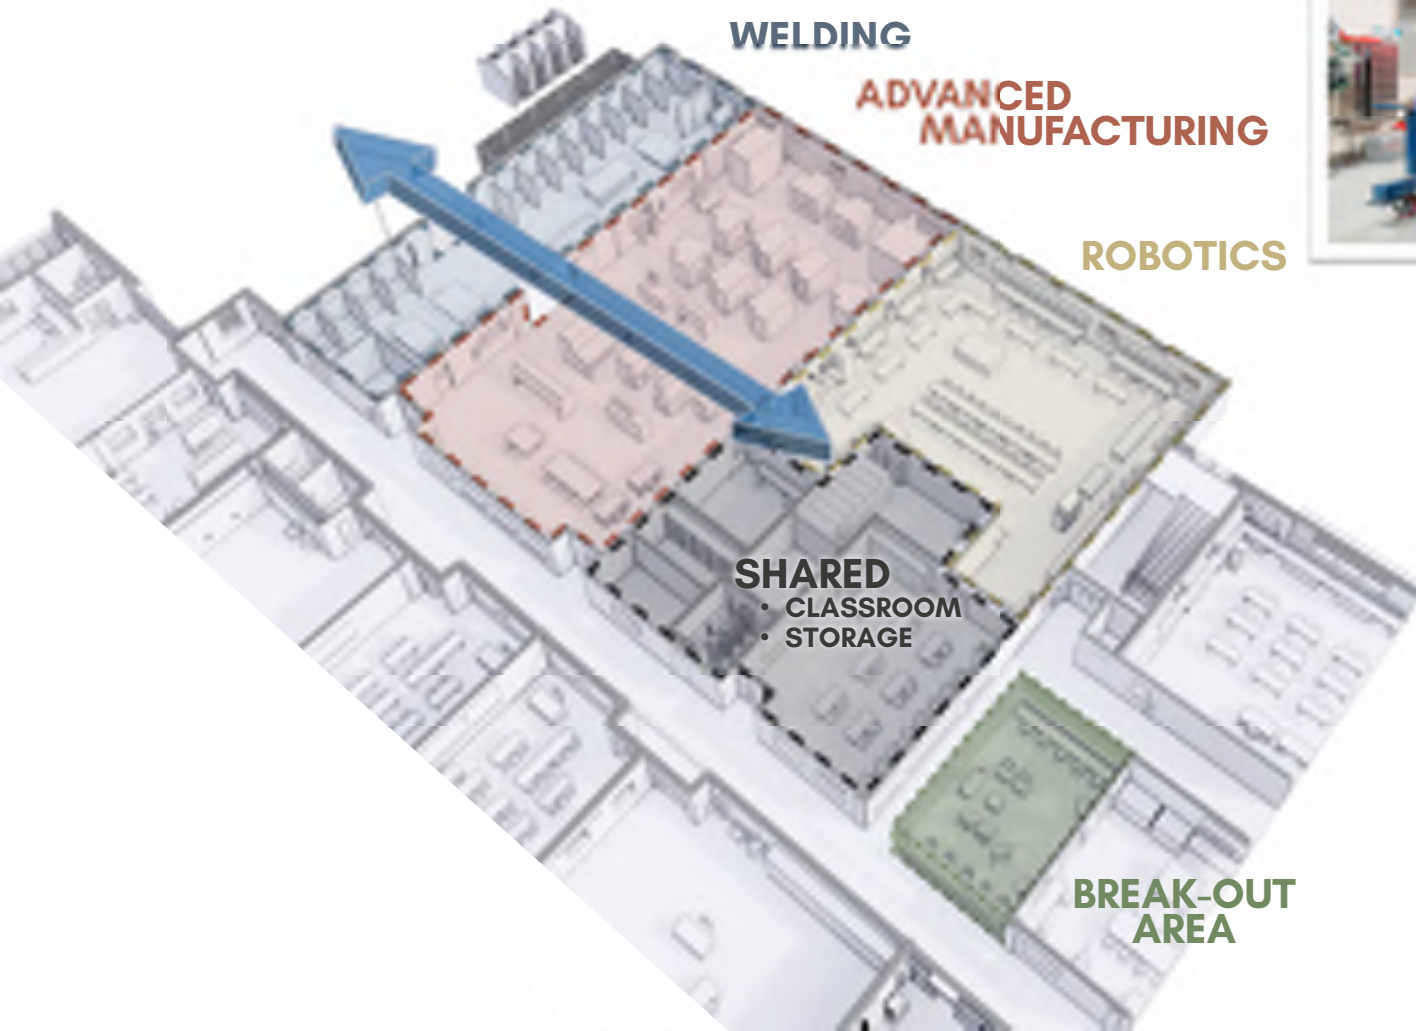 WELDING
ADVANCED
MANUFACTURING
ROBOTICS
SHARED
• CLASSROOM
• STORAGE
BREAK-OUT
AREA